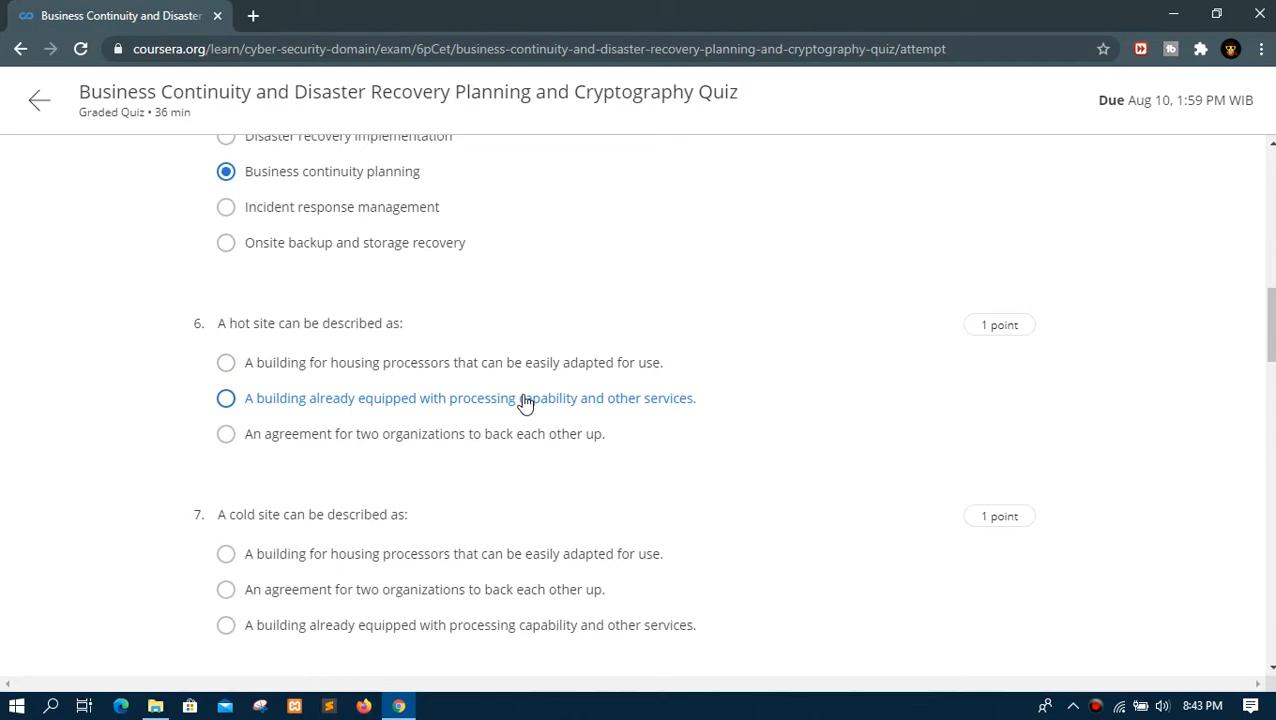 Business Continuity and Disaster
coursera.org/learn/cyber-security-domain/exam/6pCet/business-continuity-and-disaster-recovery-planning-and-cryptography-quiz/attempt
Business Continuity and Disaster Recovery Planning and Cryptography Quiz
Graded Quiz • 36 min
Due Aug 10, 1:59 PM WIB
Disaster recovery implementation
Business continuity planning
Incident response management
Onsite backup and storage recovery
6. A hot site can be described as:
1 point
A building for housing processors that can be easily adapted for use.
A building already equipped with processing capability and other services.
An agreement for two organizations to back each other up.
7. A cold site can be described as:
1 point
A building for housing processors that can be easily adapted for use.
An agreement for two organizations to back each other up.
A building already equipped with processing capability and other services.
8:43 PM